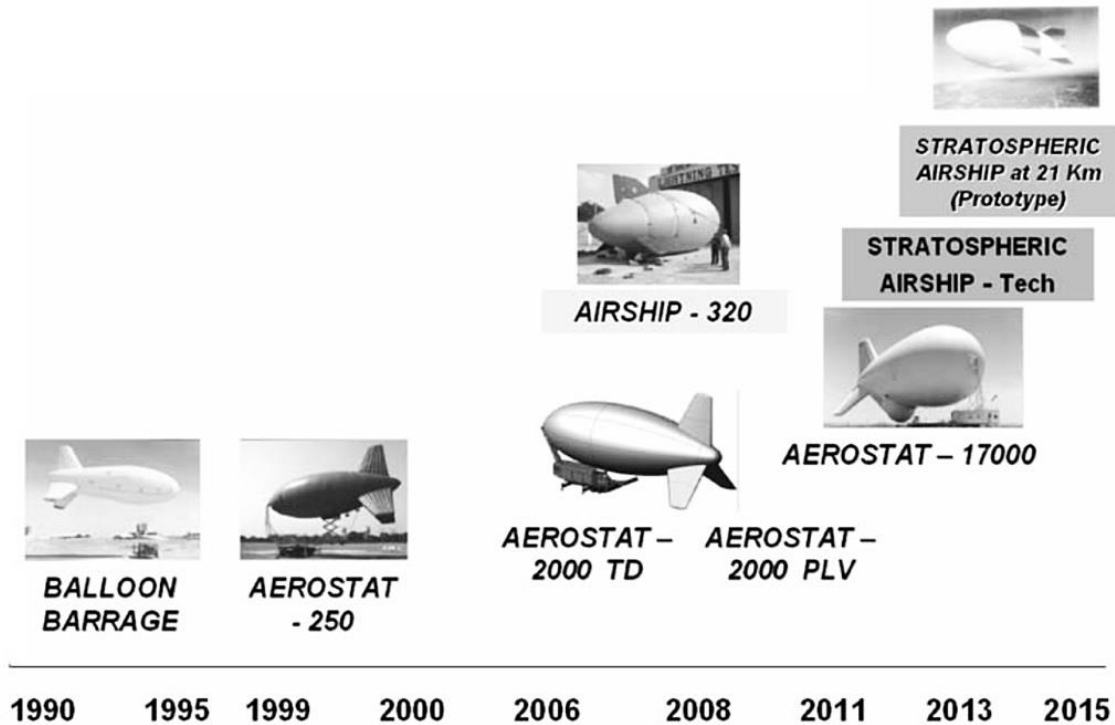 STRATOSPHERIC
AIRSHIP at 21 Km
(Prototype)
STRATOSPHERIC
AIRSHIP - Tech
AIRSHIP - 320
AEROSTAT – 17000
AEROSTAT –
2000 TD
AEROSTAT –
2000 PLV
BALLOON
BARRAGE
AEROSTAT
- 250
1990 1995 1999 2000 2006 2008 2011 2013 2015